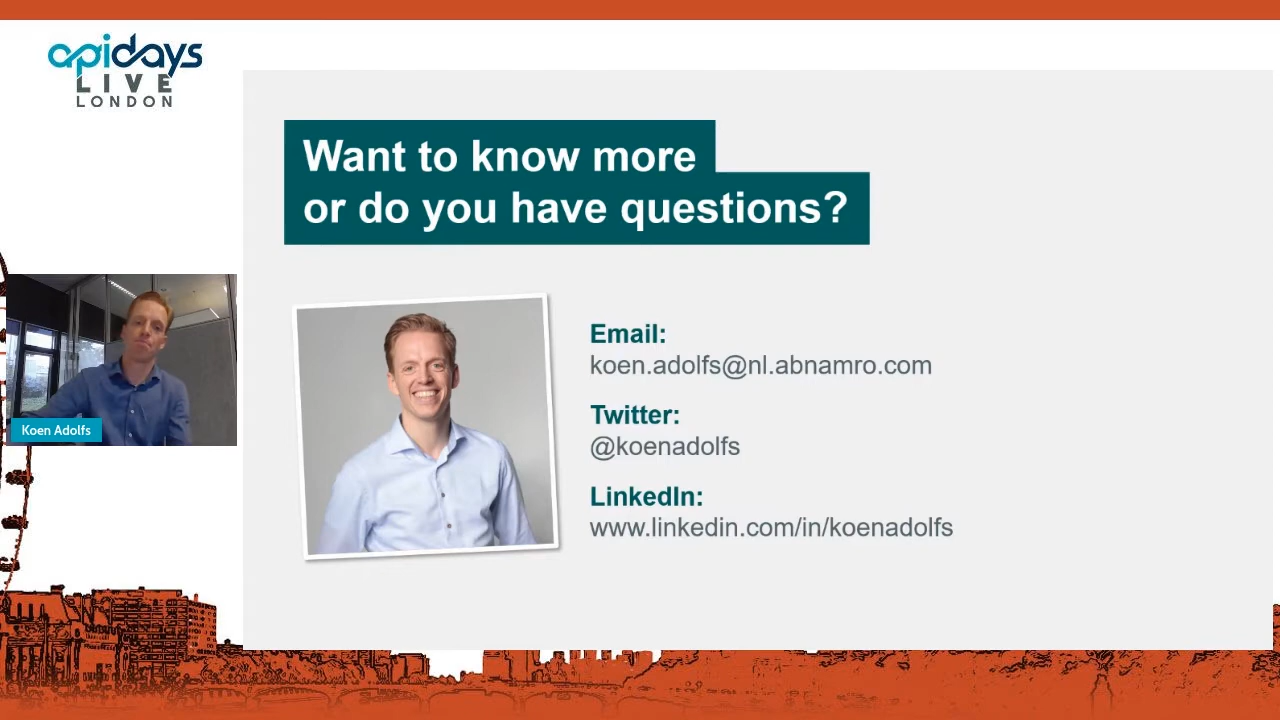 apidays
LIVE
LONDON
Want to know more
or do you have questions?
Koen Adolfs
Email:
koen.adolfs@nl.abnamro.com
Twitter:
@koenadolfs
LinkedIn:
www.linkedin.com/in/koenadolfs